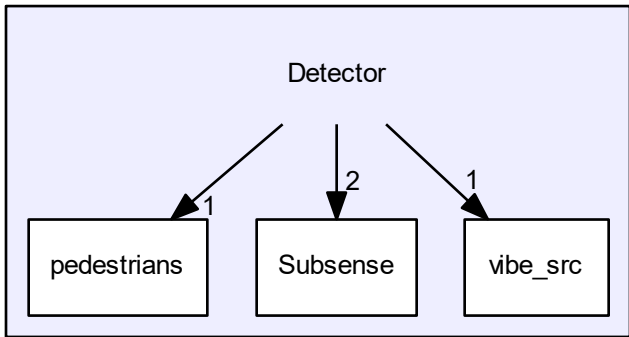 Detector
1
2
1
pedestrians
Subsense
vibe_src